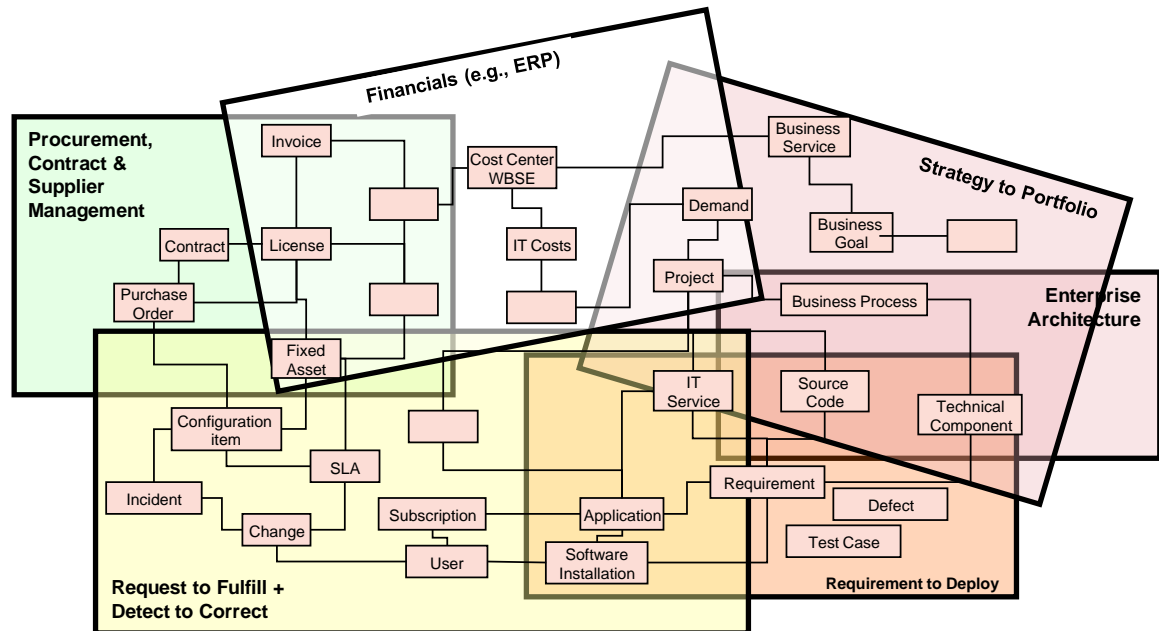 Financials (e.g., ERP)
Procurement,
Contract &
Supplier
Management
Invoice
Cost Center
WBSE
Business
Service
Strategy to Portfolio
Demand
Contract
License
IT Costs
Business
Goal
Project
Purchase
Order
Business Process
Enterprise
Architecture
Fixed
Asset
IT
Service
Source
Code
Technical
Component
Configuration
item
SLA
Requirement
Incident
Defect
Subscription
Application
Change
Test Case
User
Software
Installation
Request to Fulfill +
Detect to Correct
Requirement to Deploy